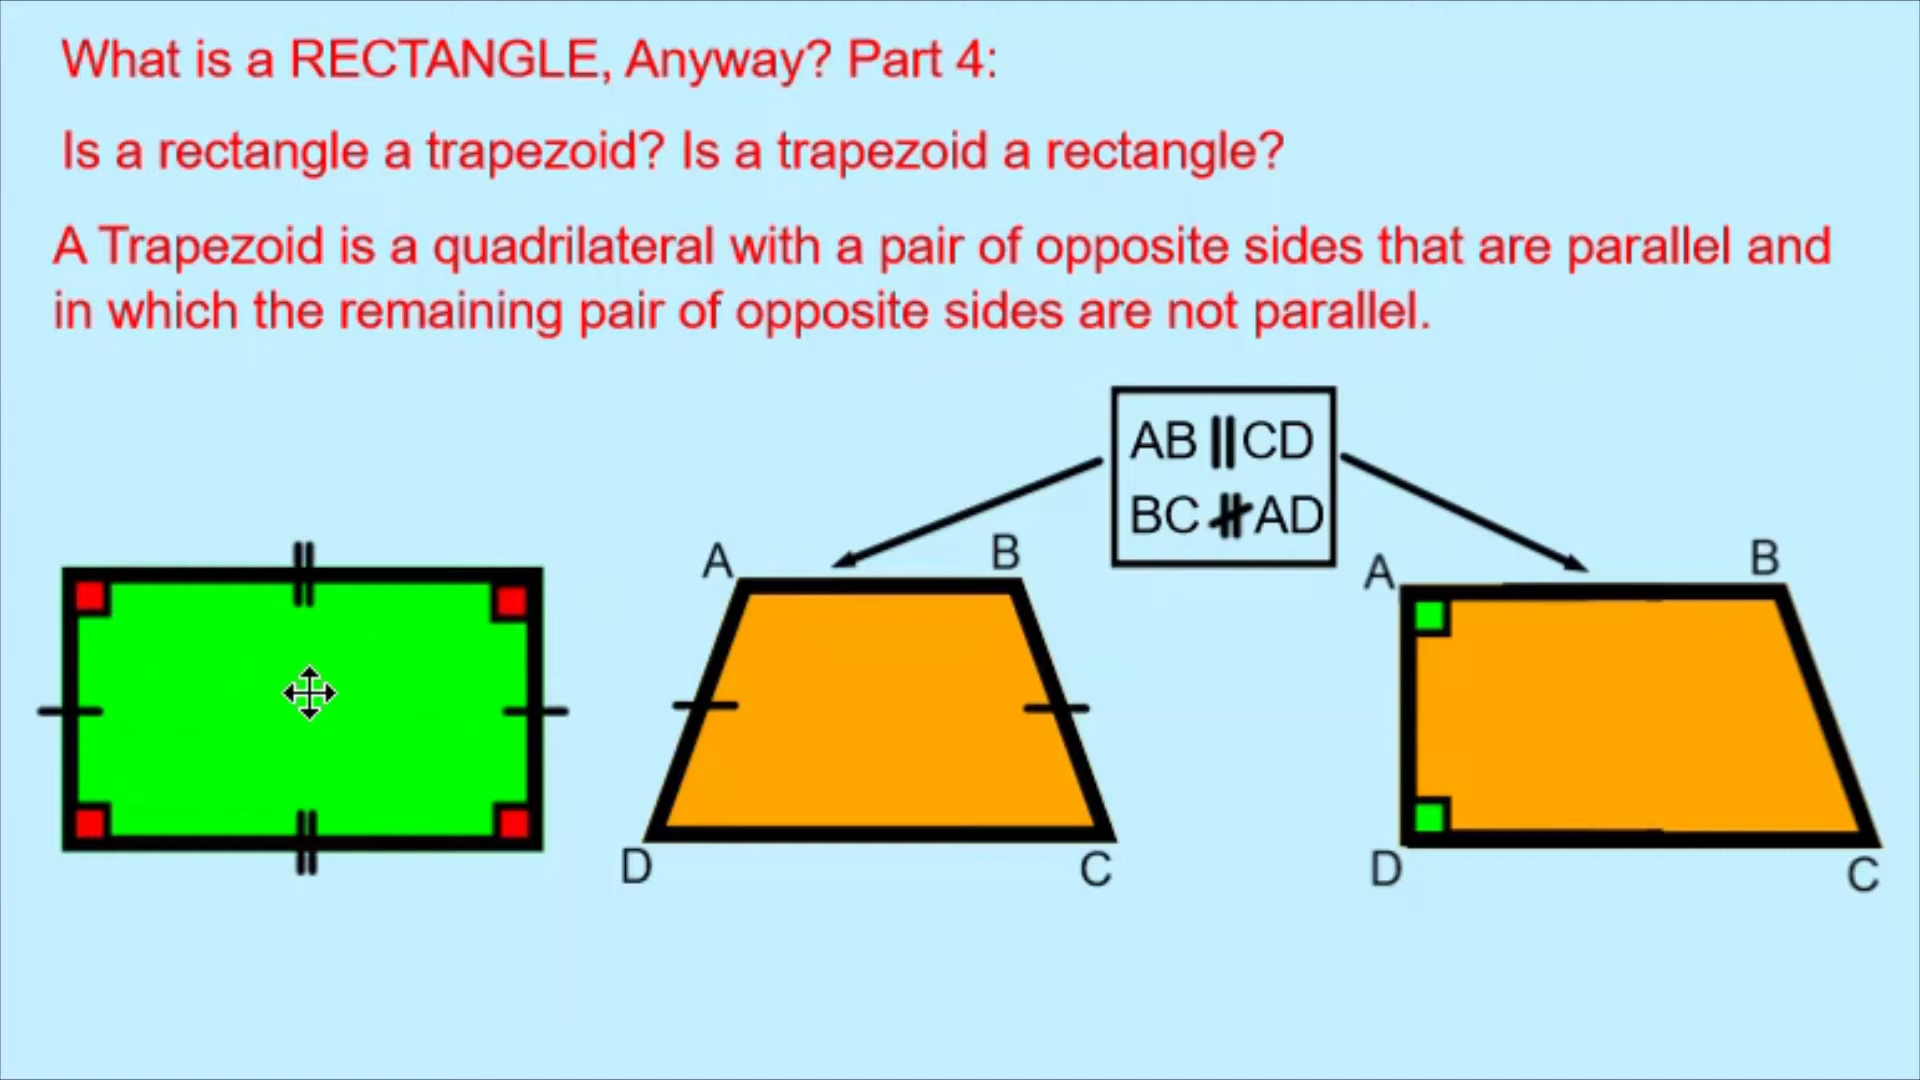 What is a RECTANGLE, Anyway? Part 4:
Is a rectangle a trapezoid? Is a trapezoid a rectangle?
A Trapezoid is a quadrilateral with a pair of opposite sides that are parallel and
in which the remaining pair of opposite sides are not parallel.
AB ∥ CD
BC ∦ AD
A B
D C
A B
D C